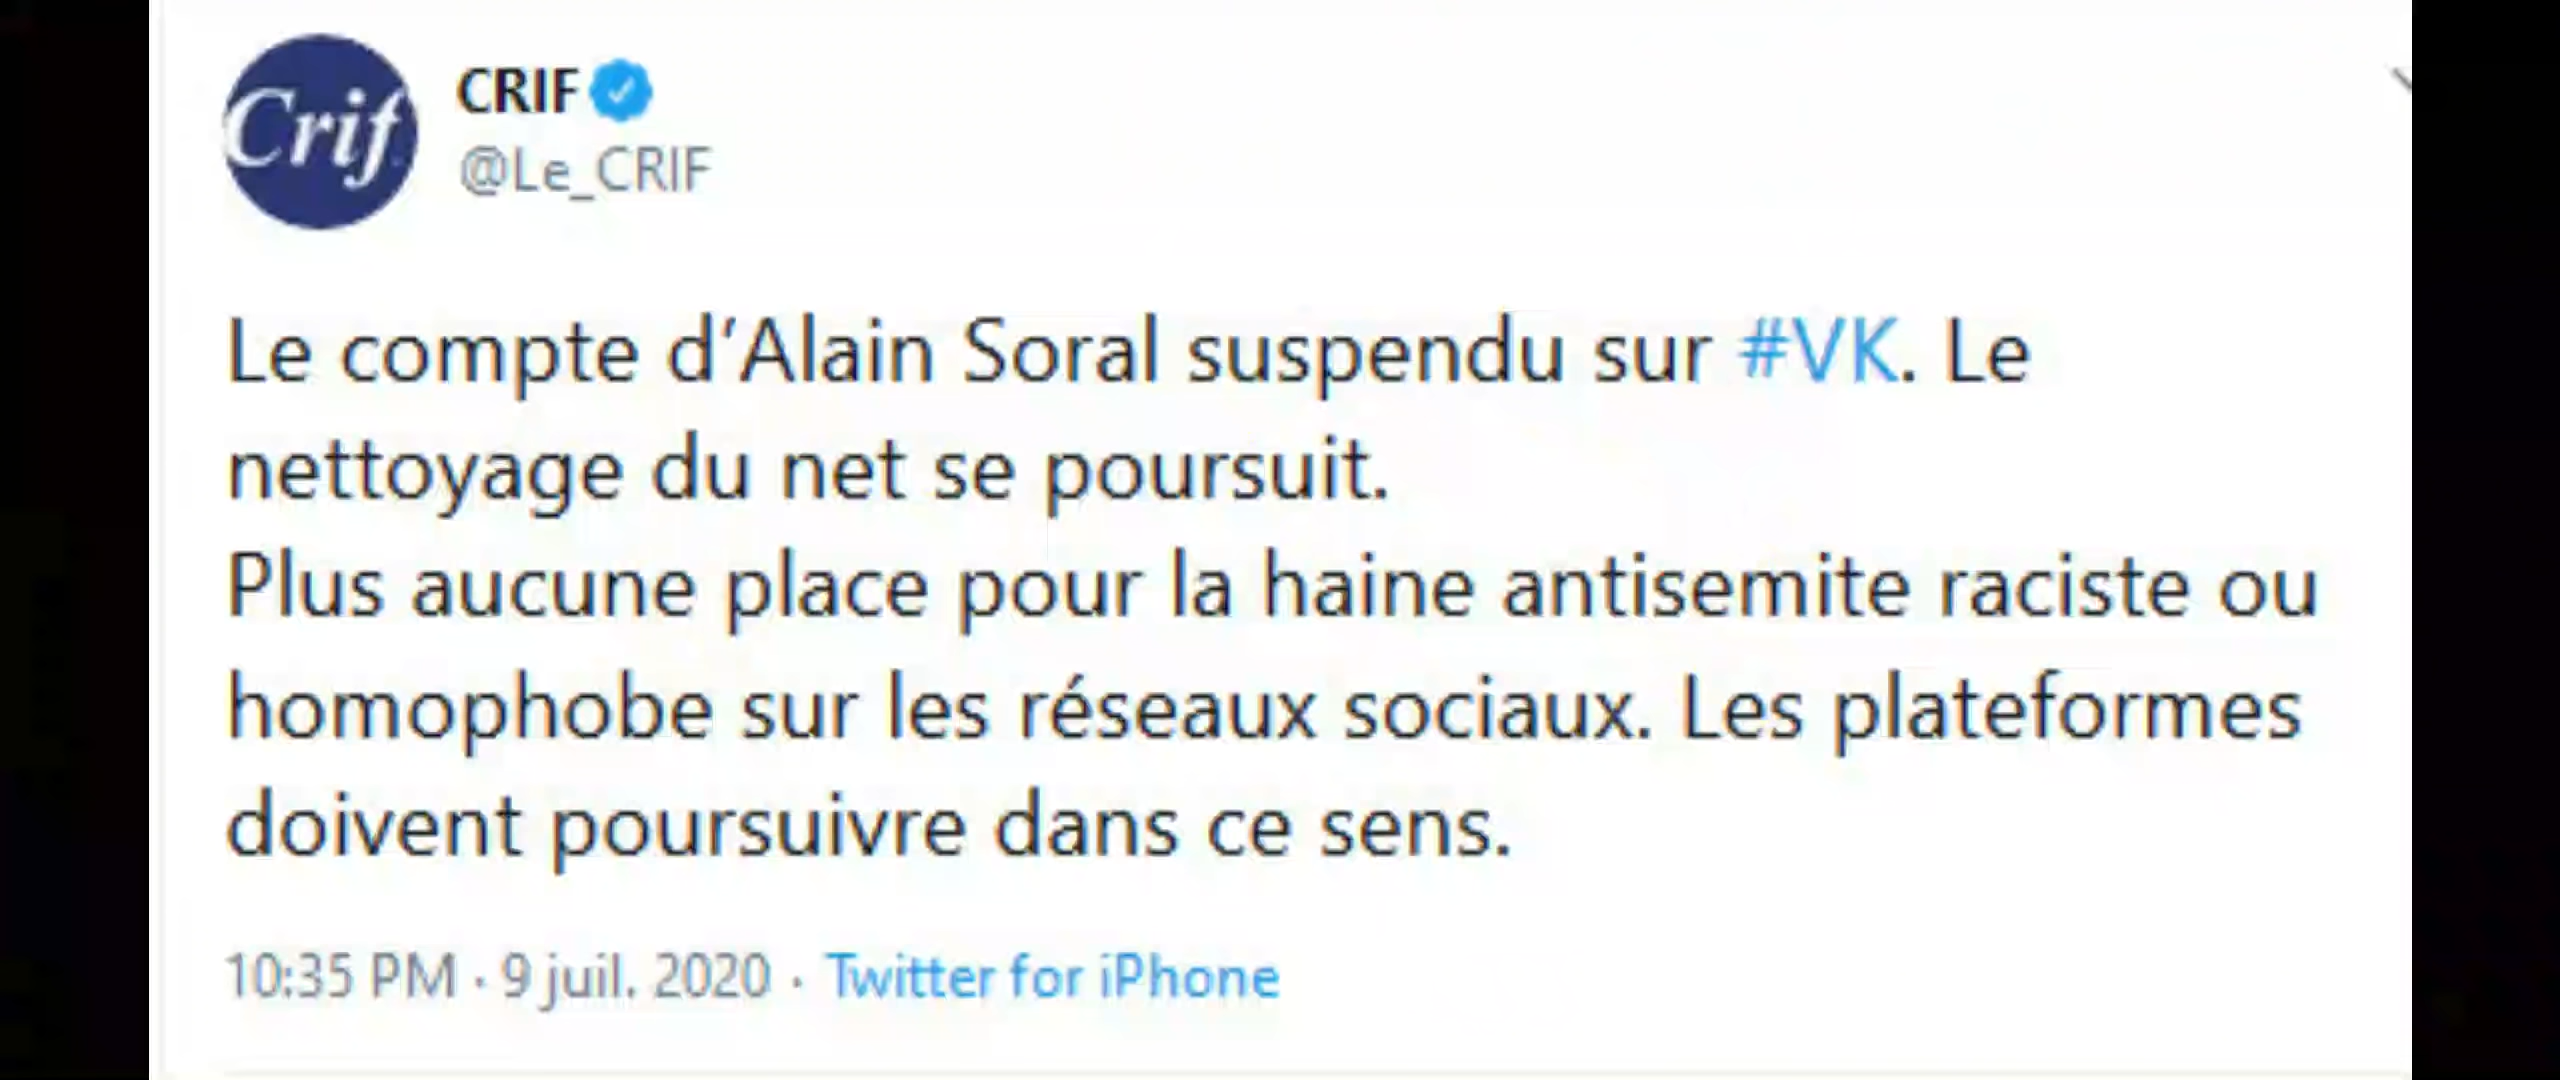 Crif
CRIF
@Le_CRIF
Le compte d'Alain Soral suspendu sur #VK. Le
nettoyage du net se poursuit.
Plus aucune place pour la haine antisemite raciste ou
homophobe sur les réseaux sociaux. Les plateformes
doivent poursuivre dans ce sens.
10:35 PM · 9 juil. 2020 · Twitter for iPhone